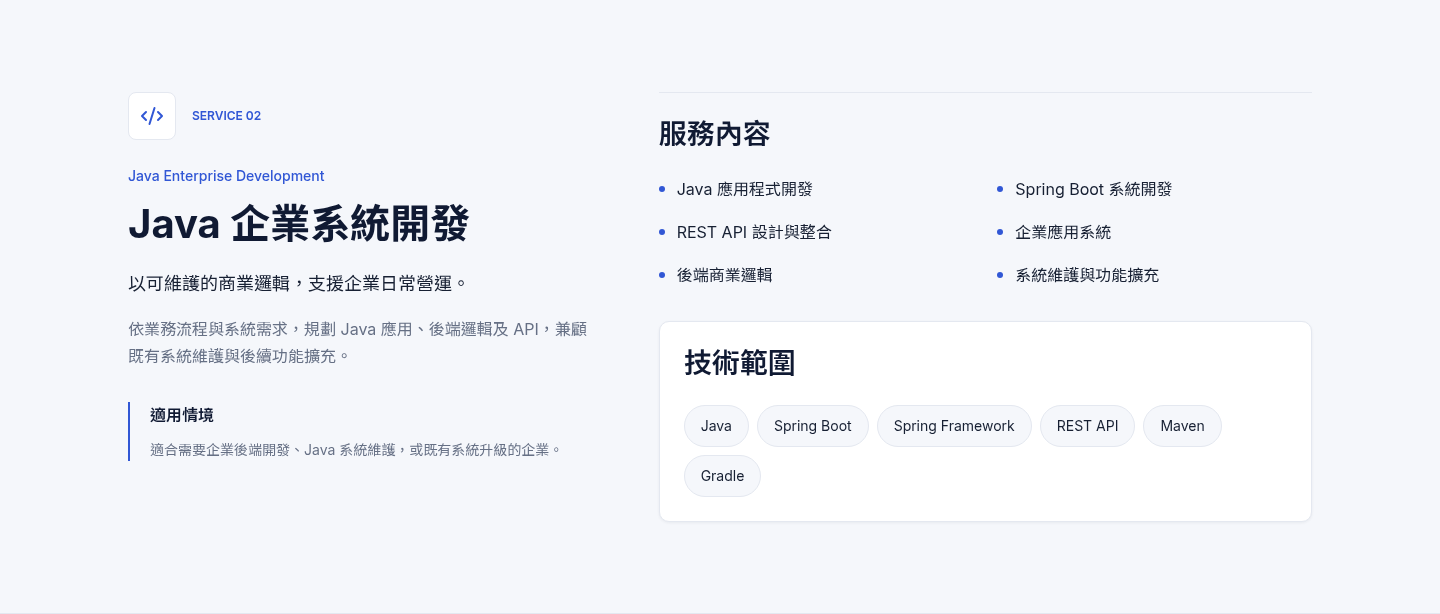 SERVICE 02
Java Enterprise Development
Java 企業系統開發
以可維護的商業邏輯，支援企業日常營運。
依業務流程與系統需求，規劃 Java 應用、後端邏輯及 API，兼顧
既有系統維護與後續功能擴充。
適用情境
適合需要企業後端開發、Java 系統維護，或既有系統升級的企業。
服務內容
Java 應用程式開發
Spring Boot 系統開發
REST API 設計與整合
企業應用系統
後端商業邏輯
系統維護與功能擴充
技術範圍
Java
Spring Boot
Spring Framework
REST API
Maven
Gradle